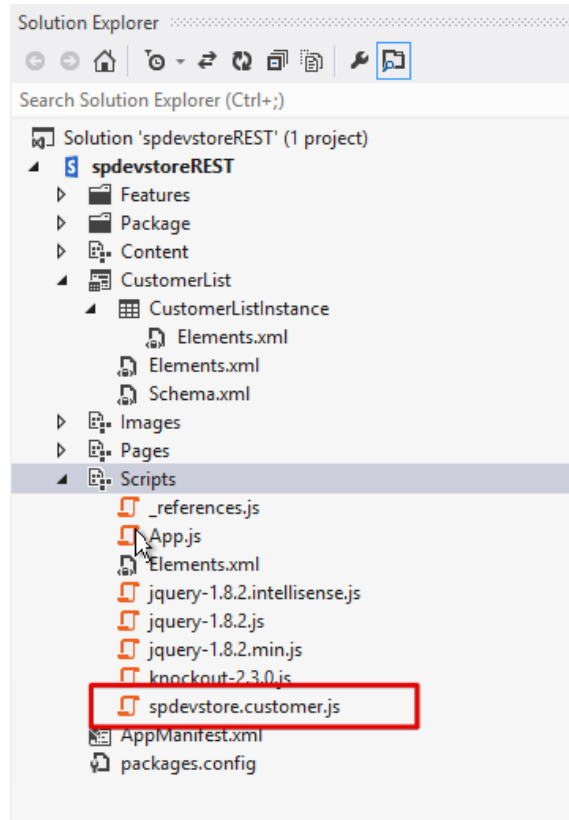 Solution Explorer
Search Solution Explorer (Ctrl+;)
Solution 'spdevstoreREST' (1 project)
spdevstoreREST
Features
Package
Content
CustomerList
CustomerListInstance
Elements.xml
Elements.xml
Schema.xml
Images
Pages
Scripts
_references.js
App.js
Elements.xml
jquery-1.8.2.intellisense.js
jquery-1.8.2.js
jquery-1.8.2.min.js
knockout-2.3.0.js
spdevstore.customer.js
AppManifest.xml
packages.config